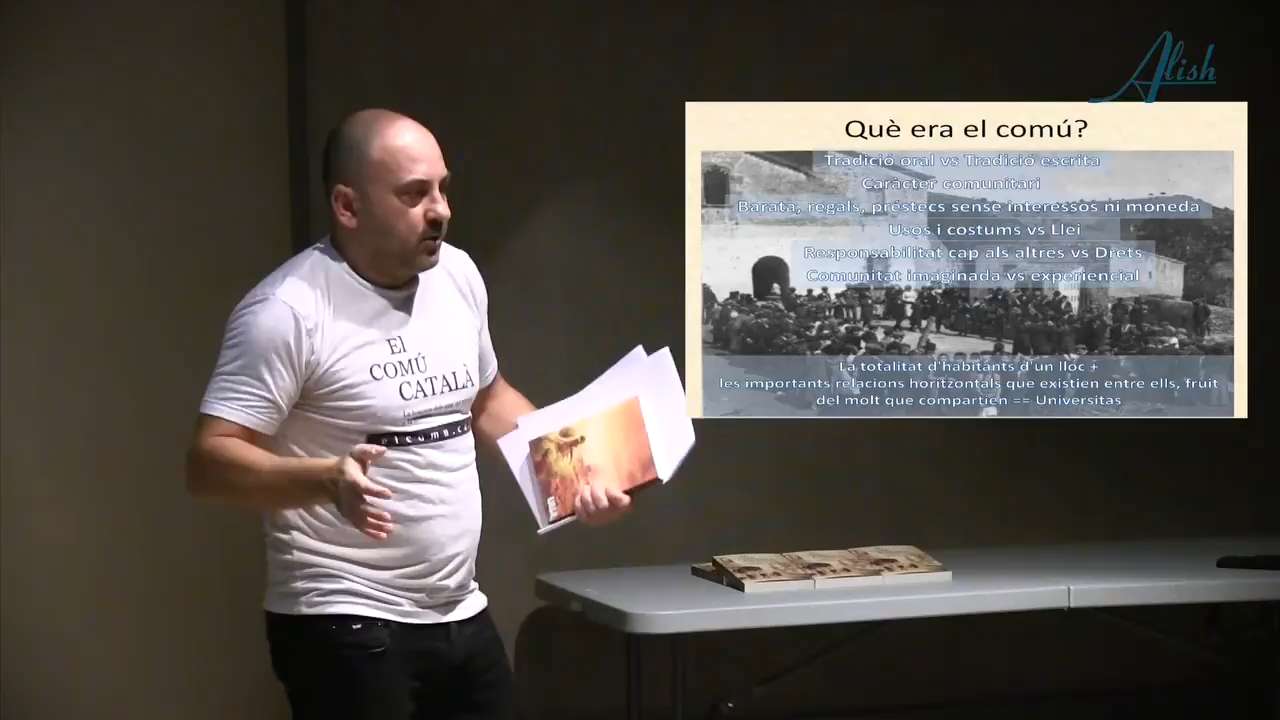 Alish
Què era el comú?
Tradició oral vs Tradició escrita
Caràcter comunitari
Barata, regals, préstecs sense interessos ni moneda
Usos i costums vs Llei
Responsabilitat cap als altres vs Drets
Comunitat imaginada vs experiencial
La totalitat d'habitants d'un lloc +
les importants relacions horitzontals que existien entre ells, fruit
del molt que compartien == Universitas
El
COMÚ
CATALÀ